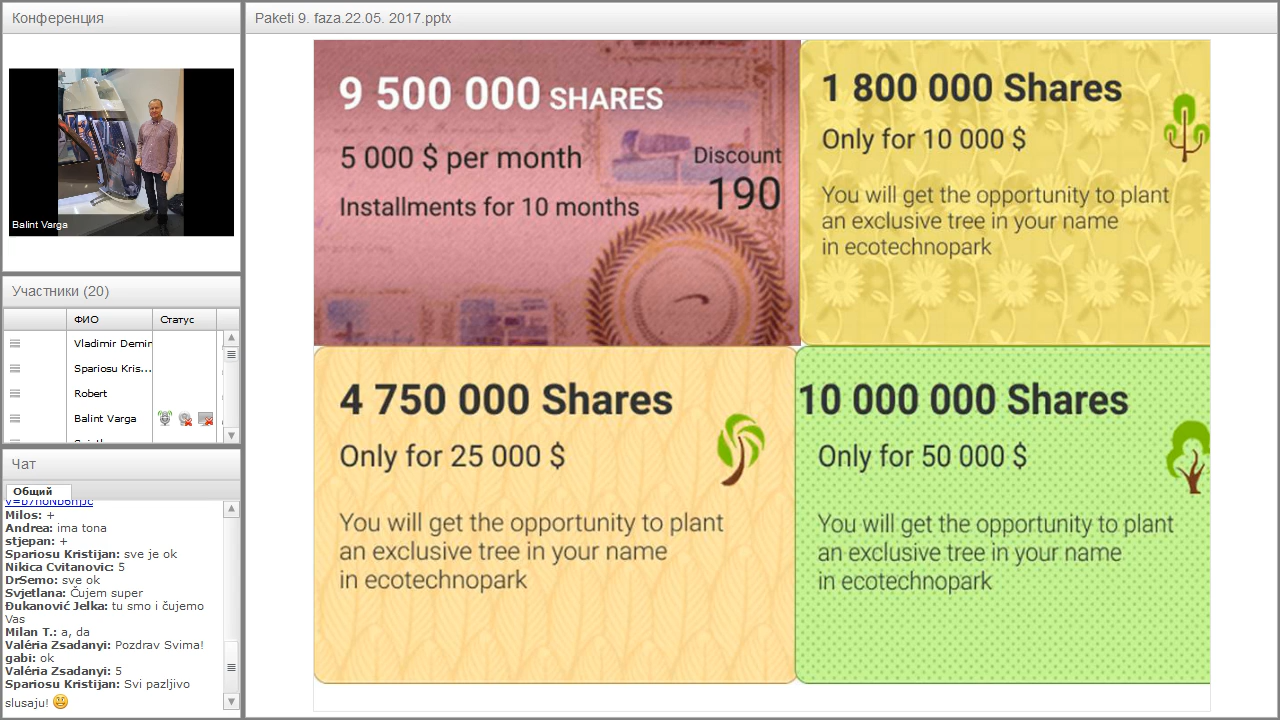 Конференция
Balint Varga
Участники (20)
ФИО
Статус
Vladimir Demir
Spariosu Kris...
Robert
Balint Varga
Чат
Общий
Milos: +
Andrea: ima tona
stjepan: +
Spariosu Kristijan: sve je ok
Nikica Cvitanovic: 5
DrSemo: sve ok
Svjetlana: Čujem super
Đukanović Jelka: tu smo i čujemo
Vas
Milan T.: a, da
Valéria Zsadanyi: Pozdrav Svima!
gabi: ok
Valéria Zsadanyi: 5
Spariosu Kristijan: Svi pazljivo
slusaju!
Paketi 9. faza.22.05. 2017.pptx
9 500 000 SHARES
5 000 $ per month
Discount
190
Installments for 10 months
1 800 000 Shares
Only for 10 000 $
You will get the opportunity to plant
an exclusive tree in your name
in ecotechnopark
4 750 000 Shares
Only for 25 000 $
You will get the opportunity to plant
an exclusive tree in your name
in ecotechnopark
10 000 000 Shares
Only for 50 000 $
You will get the opportunity to plant
an exclusive tree in your name
in ecotechnopark